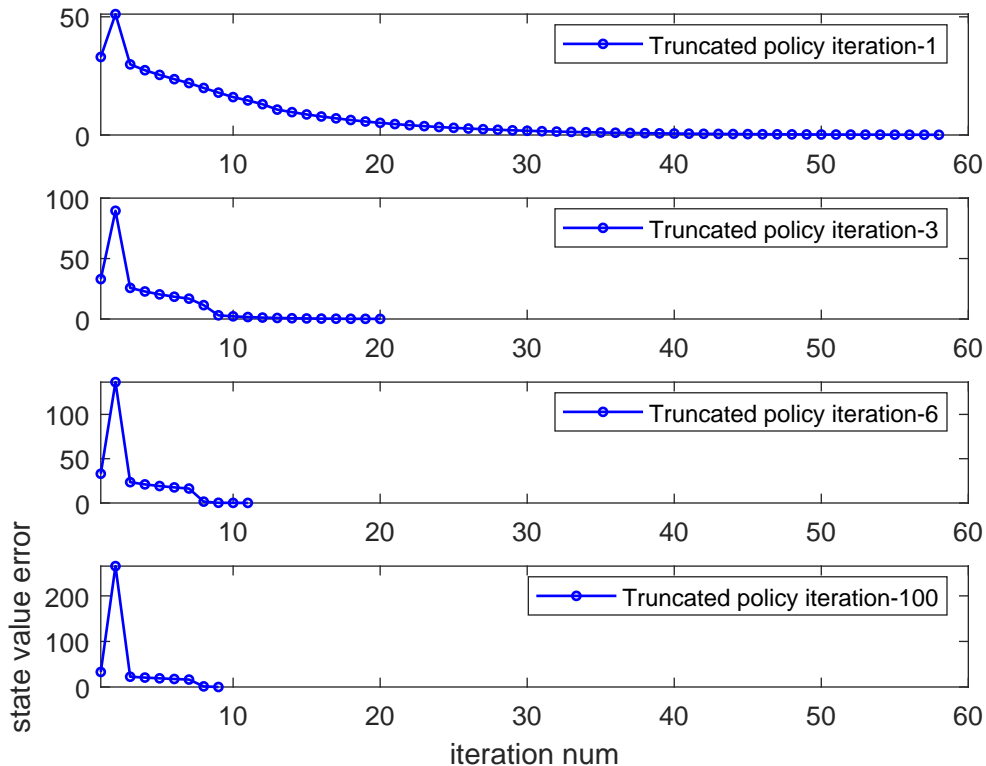 50
0
Truncated policy iteration-1
10 20 30 40 50 60
100
50
0
Truncated policy iteration-3
10 20 30 40 50 60
100
50
0
Truncated policy iteration-6
10 20 30 40 50 60
state value error
200
100
0
Truncated policy iteration-100
10 20 30 40 50 60
iteration num